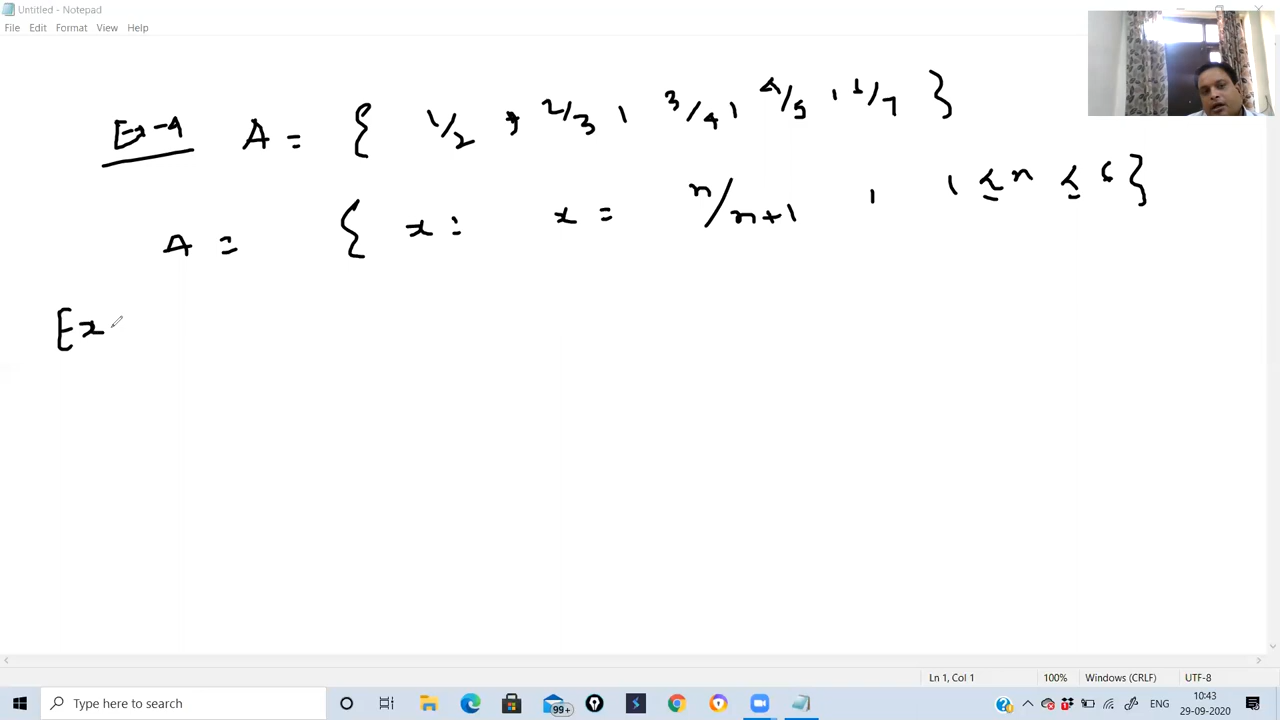 Untitled - Notepad
File Edit Format View Help
Ex-4 A = { 1/2 , 2/3 , 3/4 , 4/5 , 6/7 }
A = { x : x = n/n+1 , 1 ≤ n ≤ 6 }
Ex
Ln 1, Col 1 100% Windows (CRLF) UTF-8
Type here to search 99+ ENG 10:43
29-09-2020